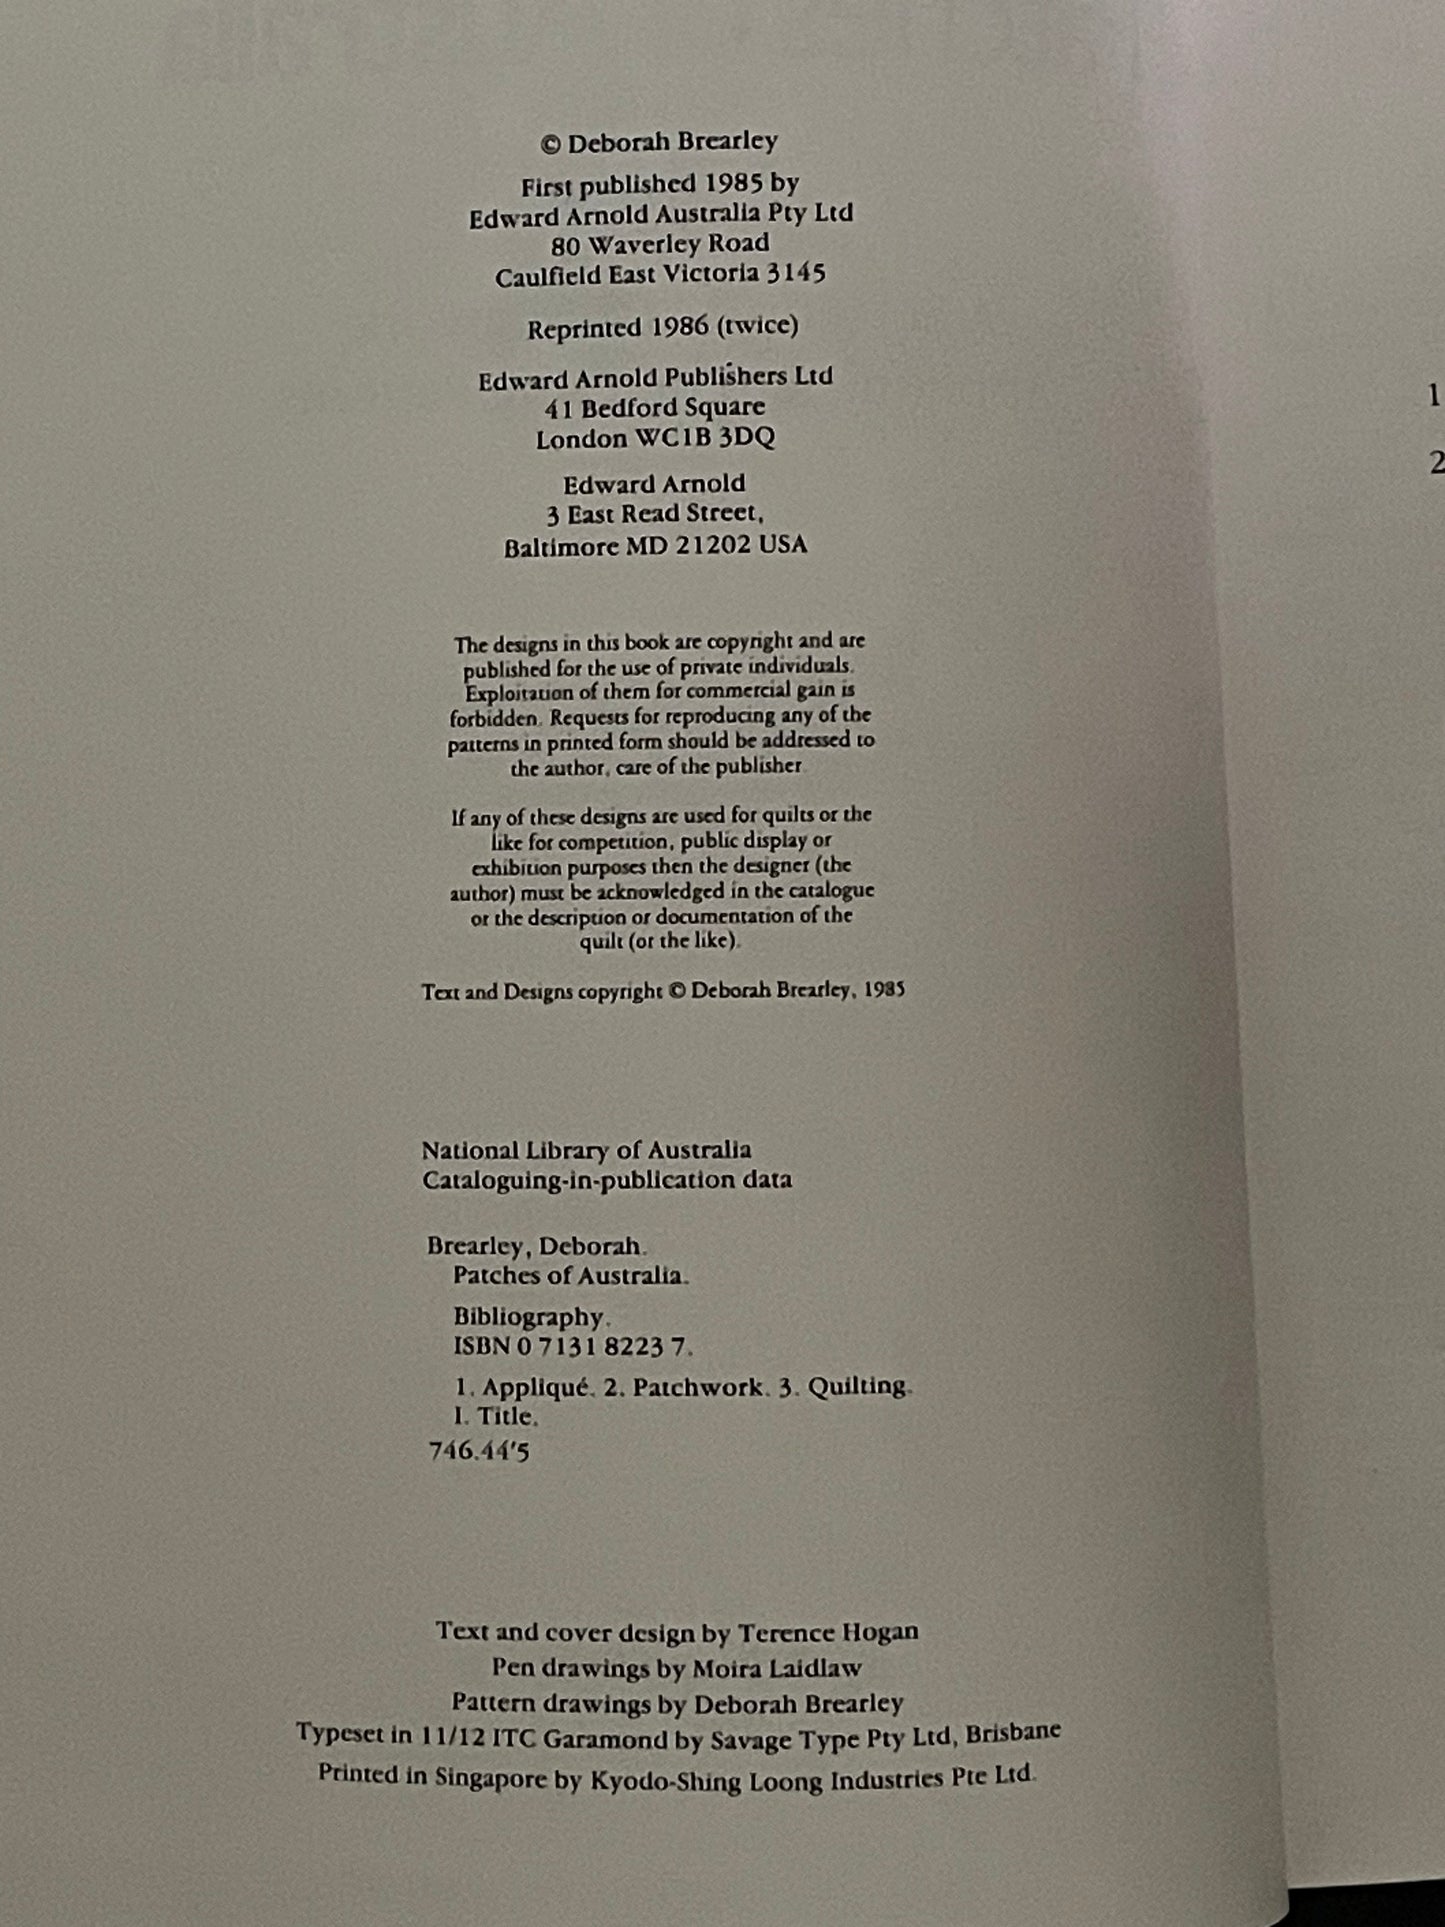 © Deborah Brearley
First published 1985 by
Edward Arnold Australia Pty Ltd
80 Waverley Road
Caulfield East Victoria 3145
Reprinted 1986 (twice)
Edward Arnold Publishers Ltd
41 Bedford Square
London WC1B 3DQ
Edward Arnold
3 East Read Street,
Baltimore MD 21202 USA
The designs in this book are copyright and are
published for the use of private individuals.
Exploitation of them for commercial gain is
forbidden. Requests for reproducing any of the
patterns in printed form should be addressed to
the author, care of the publisher.
If any of these designs are used for quilts or the
like for competition, public display or
exhibition purposes then the designer (the
author) must be acknowledged in the catalogue
or the description or documentation of the
quilt (or the like).
Text and Designs copyright © Deborah Brearley, 1985
National Library of Australia
Cataloguing-in-publication data
Brearley, Deborah.
Patches of Australia.
Bibliography.
ISBN 0 7131 8223 7.
1. Appliqué. 2. Patchwork. 3. Quilting.
I. Title.
746.44'5
Text and cover design by Terence Hogan
Pen drawings by Moira Laidlaw
Pattern drawings by Deborah Brearley
Typeset in 11/12 ITC Garamond by Savage Type Pty Ltd, Brisbane
Printed in Singapore by Kyodo-Shing Loong Industries Pte Ltd.
1
2